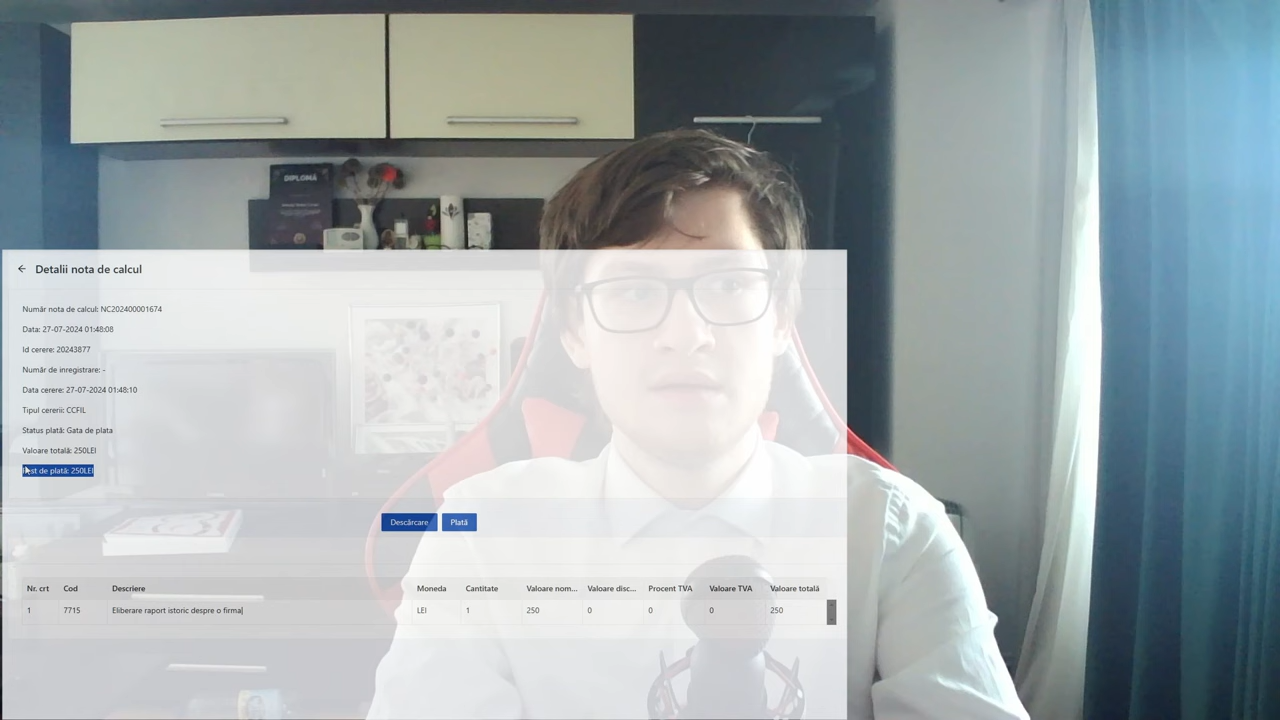 DIPLOMĂ
Detalii nota de calcul
Număr nota de calcul: NC202400001674
Data: 27-07-2024 01:48:08
Id cerere: 20243877
Număr de inregistrare: -
Data cerere: 27-07-2024 01:48:10
Tipul cererii: CCFIL
Status plată: Gata de plata
Valoare totală: 250LEI
Rest de plată: 250LEI
Descărcare Plată
Nr. crt Cod Descriere Moneda Cantitate Valoare nom... Valoare disc... Procent TVA Valoare TVA Valoare totală
1 7715 Eliberare raport istoric despre o firma LEI 1 250 0 0 0 250